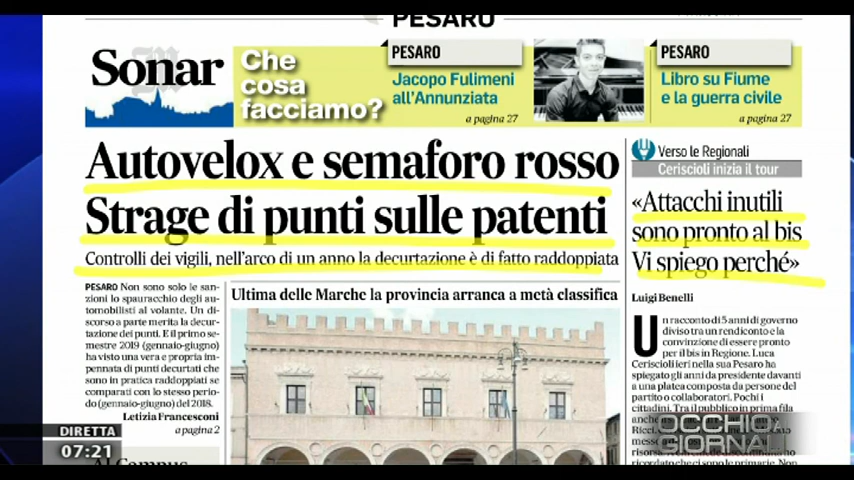 PESARO
Sonar
Che
cosa
facciamo?
PESARO
Jacopo Fulimeni
all'Annunziata
a pagina 27
PESARO
Libro su Fiume
e la guerra civile
a pagina 27
Autovelox e semaforo rosso
Strage di punti sulle patenti
Controlli dei vigili, nell'arco di un anno la decurtazione è di fatto raddoppiata
PESARO Non sono solo le san-
zioni lo spauracchio degli au-
tomobilisti al volante. Un di-
scorso a parte merita la decur-
tazione dei punti. E il primo se-
mestre 2019 (gennaio-giugno)
ha visto una vera e propria im-
pennata di punti decurtati che
sono in pratica raddoppiati se
comparati con lo stesso perio-
do (gennaio-giugno) del 2018.
Letizia Francesconi
a pagina 2
Al Campus
Ultima delle Marche la provincia arranca a metà classifica
Verso le Regionali
Ceriscioli inizia il tour
«Attacchi inutili
sono pronto al bis
Vi spiego perché»
Luigi Benelli
Un racconto di 5 anni di governo
diviso tra un rendiconto e la
convinzione di essere pronto
per il bis in Regione. Luca
Ceriscioli ieri nella sua Pesaro ha
spiegato gli anni da presidente davanti
a una platea composta da persone del
partito o collaboratori. Pochi i
cittadini. Tra il pubblico in prima fila
Ricci.
risorsa.
DIRETTA
07:21
OCCHIO AI
GIORNALI